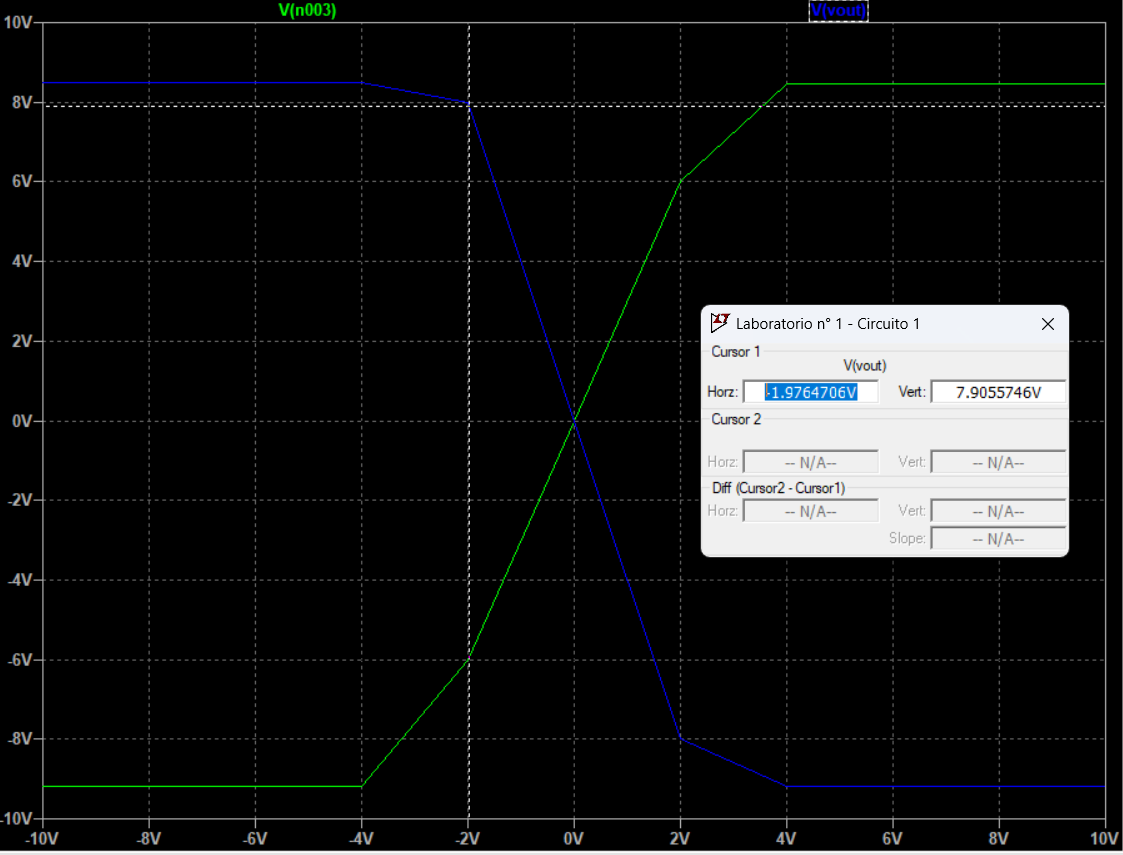 V(n003) V(vout)
10V
8V
6V
4V
2V
0V
-2V
-4V
-6V
-8V
-10V
-10V -8V -6V -4V -2V 0V 2V 4V 6V 8V 10V
Laboratorio n° 1 - Circuito 1
Cursor 1
V(vout)
Horz: -1.9764706V Vert: 7.9055746V
Cursor 2
Horz: -- N/A-- Vert: -- N/A--
Diff (Cursor2 - Cursor1)
Horz: -- N/A-- Vert: -- N/A--
Slope: -- N/A--